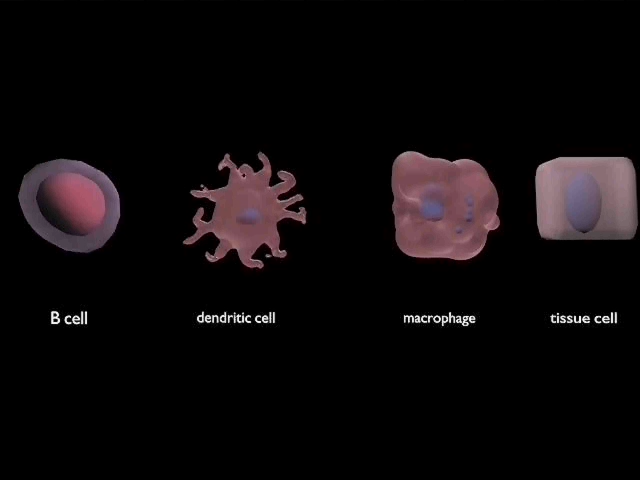 B cell
dendritic cell
macrophage
tissue cell